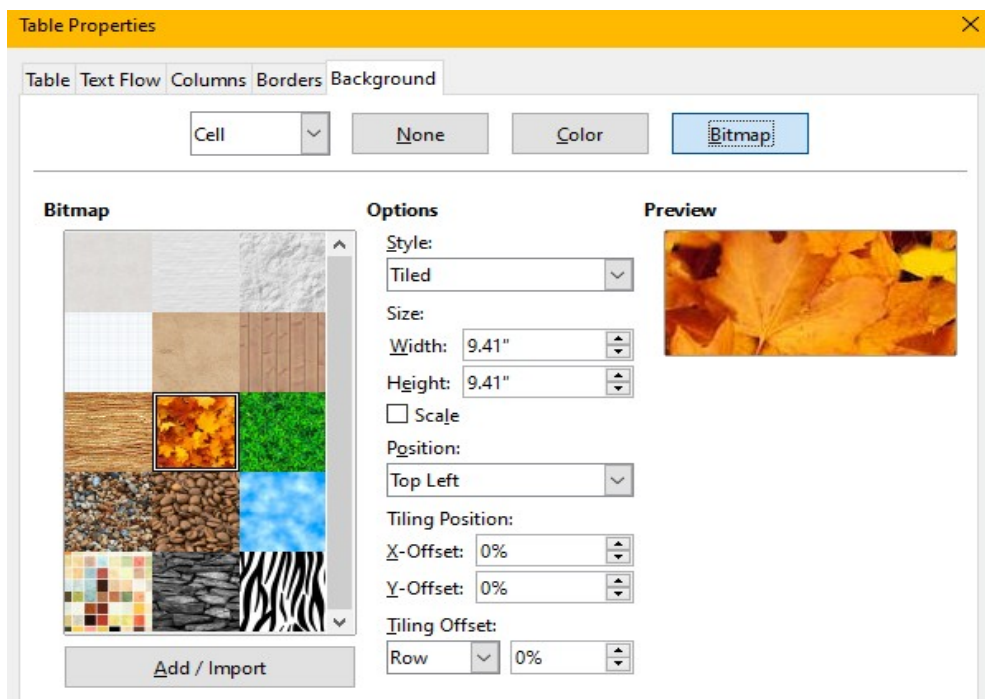 Table Properties
Table Text Flow Columns Borders Background
Cell None Color Bitmap
Bitmap
Add / Import
Options
Style:
Tiled
Size:
Width: 9.41"
Height: 9.41"
Scale
Position:
Top Left
Tiling Position:
X-Offset: 0%
Y-Offset: 0%
Tiling Offset:
Row 0%
Preview